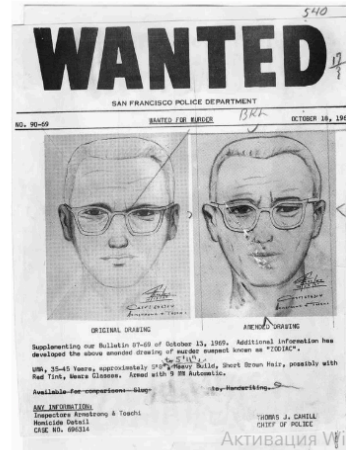 540
WANTED
SAN FRANCISCO POLICE DEPARTMENT
NO. 90-69 WANTED FOR MURDER OCTOBER 18, 196
ORIGINAL DRAWING AMENDED DRAWING
Supplementing our Bulletin 87-69 of October 13, 1969. Additional information has
developed the above amended drawing of murder suspect known as "ZODIAC".
WMA, 35-45 Years, approximately 5'8", Heavy Build, Short Brown Hair, possibly with
Red Tint, Wears Glasses. Armed with 9 MM Automatic.
Available for comparison: Slugs Handwriting.
ANY INFORMATION:
Inspectors Armstrong & Toschi
Homicide Detail
CASE NO. 696314
THOMAS J. CAHILL
CHIEF OF POLICE
Активация Wi